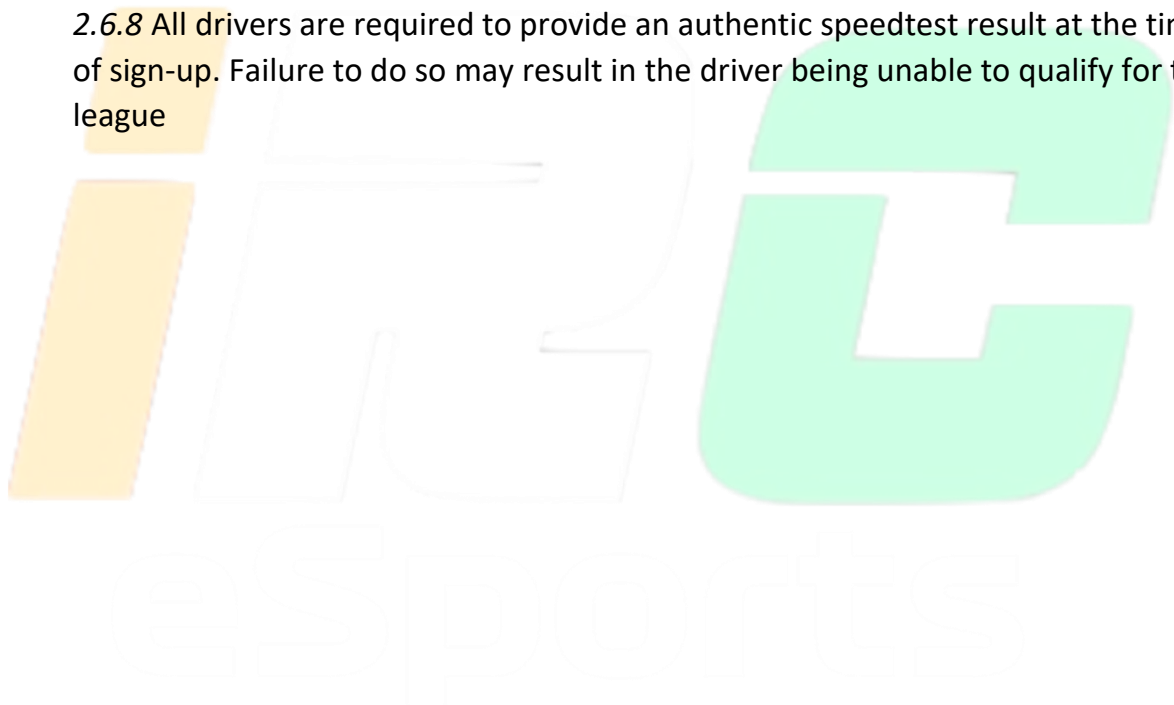 2.6.8 All drivers are required to provide an authentic speedtest result at the
of sign-up. Failure to do so may result in the driver being unable to qualify for
league
iRC
eSports